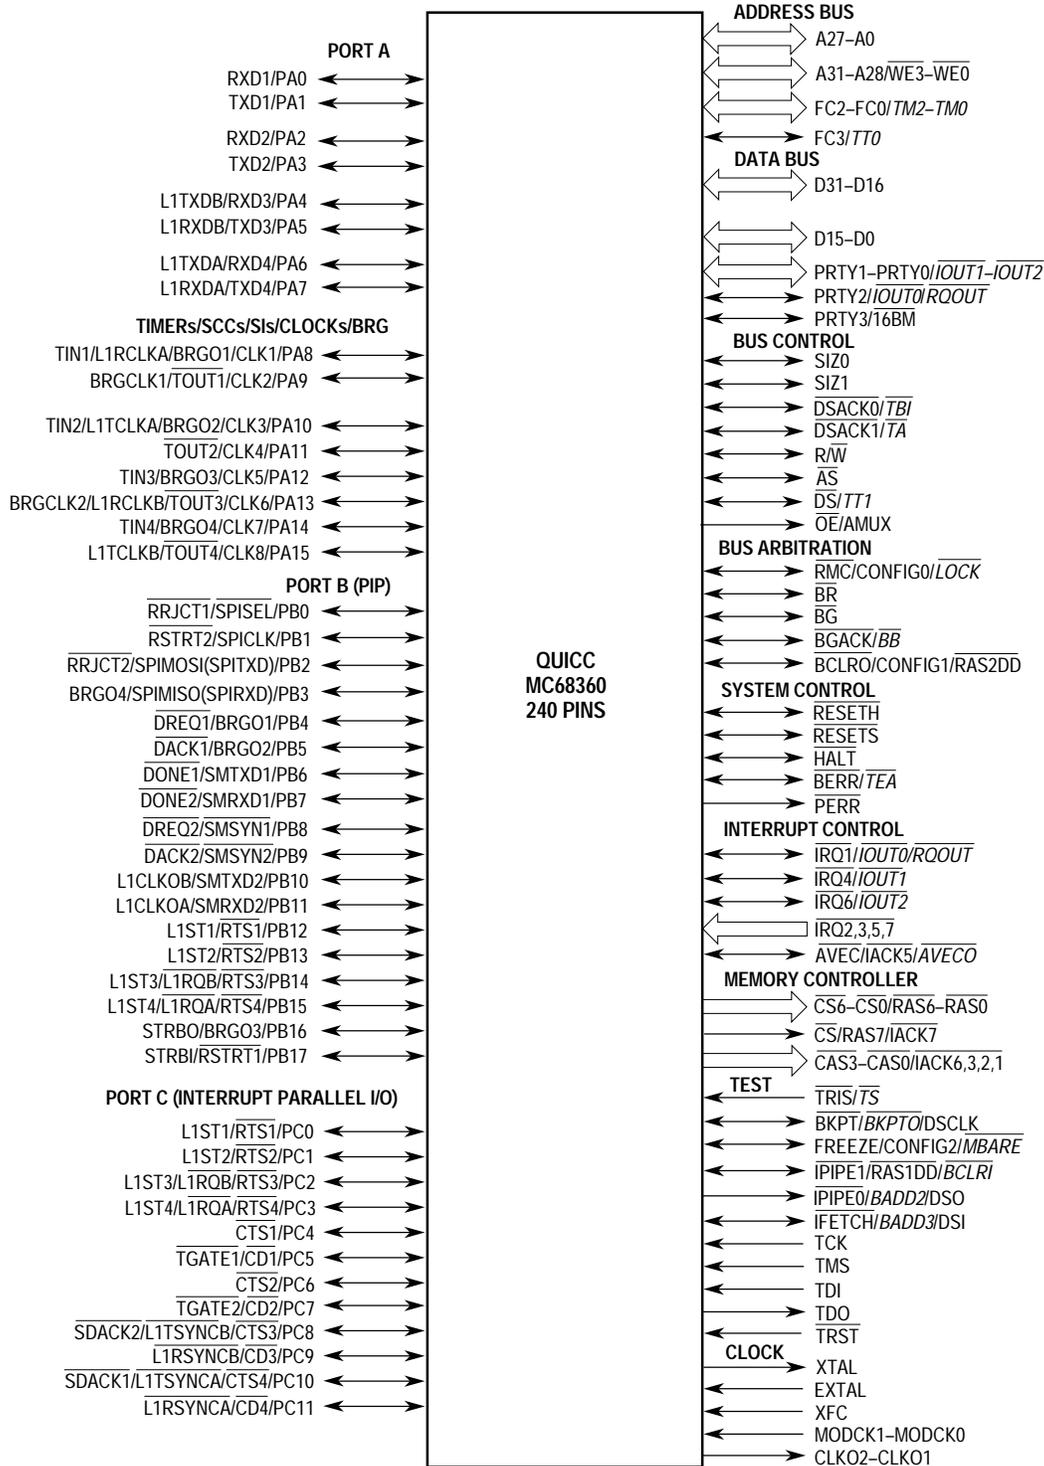 PORT A
RXD1/PA0
TXD1/PA1
RXD2/PA2
TXD2/PA3
L1TXDB/RXD3/PA4
L1RXDB/TXD3/PA5
L1TXDA/RXD4/PA6
L1RXDA/TXD4/PA7
TIMERs/SCCs/SIs/CLOCKs/BRG
TIN1/L1RCLKA/BRGO1/CLK1/PA8
BRGCLK1/TOUT1/CLK2/PA9
TIN2/L1TCLKA/BRGO2/CLK3/PA10
TOUT2/CLK4/PA11
TIN3/BRGO3/CLK5/PA12
BRGCLK2/L1RCLKB/TOUT3/CLK6/PA13
TIN4/BRGO4/CLK7/PA14
L1TCLKB/TOUT4/CLK8/PA15
PORT B (PIP)
RRJCT1/SPISEL/PB0
RSTRT2/SPICLK/PB1
RRJCT2/SPIMOSI(SPITXD)/PB2
BRGO4/SPIMISO(SPIRXD)/PB3
DREQ1/BRGO1/PB4
DACK1/BRGO2/PB5
DONE1/SMTXD1/PB6
DONE2/SMRXD1/PB7
DREQ2/SMSYN1/PB8
DACK2/SMSYN2/PB9
L1CLKOB/SMTXD2/PB10
L1CLKOA/SMRXD2/PB11
L1ST1/RTS1/PB12
L1ST2/RTS2/PB13
L1ST3/L1RQB/RTS3/PB14
L1ST4/L1RQA/RTS4/PB15
STRBO/BRGO3/PB16
STRBI/RSTRT1/PB17
PORT C (INTERRUPT PARALLEL I/O)
L1ST1/RTS1/PC0
L1ST2/RTS2/PC1
L1ST3/L1RQB/RTS3/PC2
L1ST4/L1RQA/RTS4/PC3
CTS1/PC4
TGATE1/CD1/PC5
CTS2/PC6
TGATE2/CD2/PC7
SDACK2/L1TSYNCB/CTS3/PC8
L1RSYNCB/CD3/PC9
SDACK1/L1TSYNCA/CTS4/PC10
L1RSYNCA/CD4/PC11
QUICC
MC68360
240 PINS
ADDRESS BUS
A27–A0
A31–A28/WE3–WE0
FC2–FC0/TM2–TM0
FC3/TT0
DATA BUS
D31–D16
D15–D0
PRTY1–PRTY0/IOUT1–IOUT2
PRTY2/IOUT0/RQOUT
PRTY3/16BM
BUS CONTROL
SIZ0
SIZ1
DSACK0/TBI
DSACK1/TA
R/W
AS
DS/TT1
OE/AMUX
BUS ARBITRATION
RMC/CONFIG0/LOCK
BR
BG
BGACK/BB
BCLRO/CONFIG1/RAS2DD
SYSTEM CONTROL
RESETH
RESETS
HALT
BERR/TEA
PERR
INTERRUPT CONTROL
IRQ1/IOUT0/RQOUT
IRQ4/IOUT1
IRQ6/IOUT2
IRQ2,3,5,7
AVEC/IACK5/AVECO
MEMORY CONTROLLER
CS6–CS0/RAS6–RAS0
CS/RAS7/IACK7
CAS3–CAS0/IACK6,3,2,1
TEST
TRIS/TS
BKPT/BKPTO/DSCLK
FREEZE/CONFIG2/MBARE
IPIPE1/RAS1DD/BCLRI
IPIPE0/BADD2/DSO
IFETCH/BADD3/DSI
TCK
TMS
TDI
TDO
TRST
CLOCK
XTAL
EXTAL
XFC
MODCK1–MODCK0
CLKO2–CLKO1